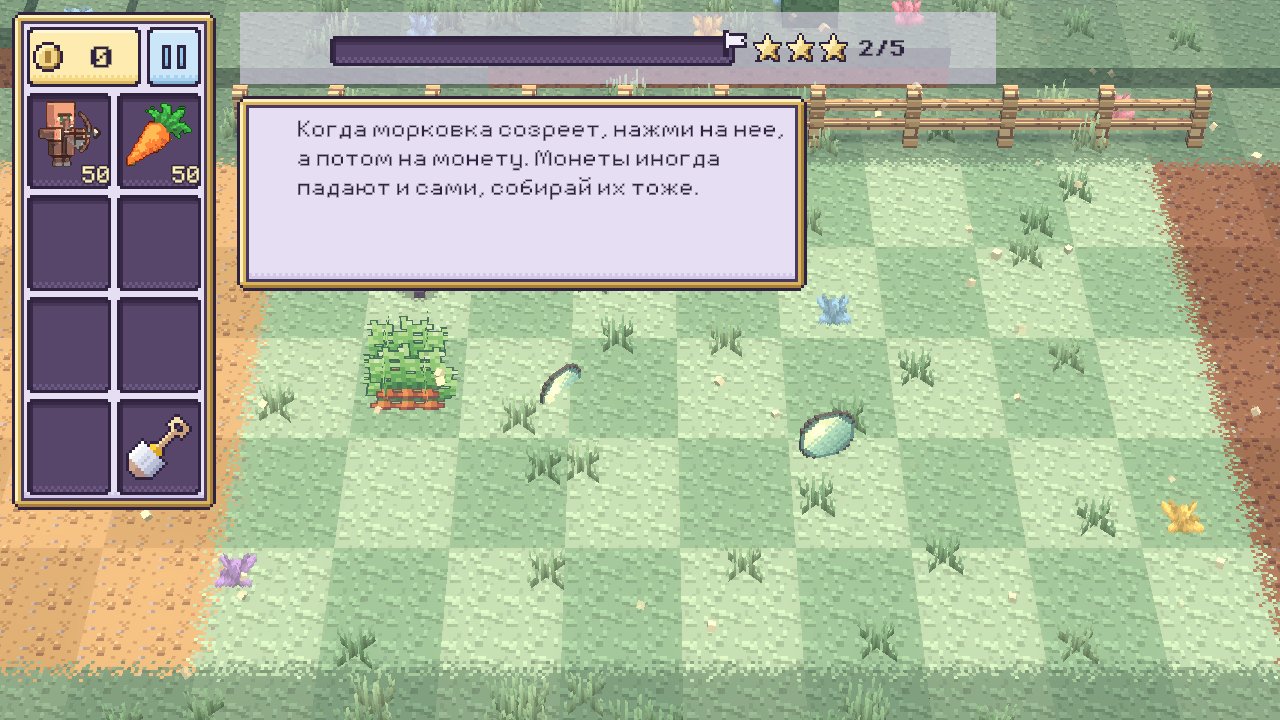 0
2/5
50
50
Когда морковка созреет, нажми на нее,
а потом на монету. Монеты иногда
падают и сами, собирай их тоже.